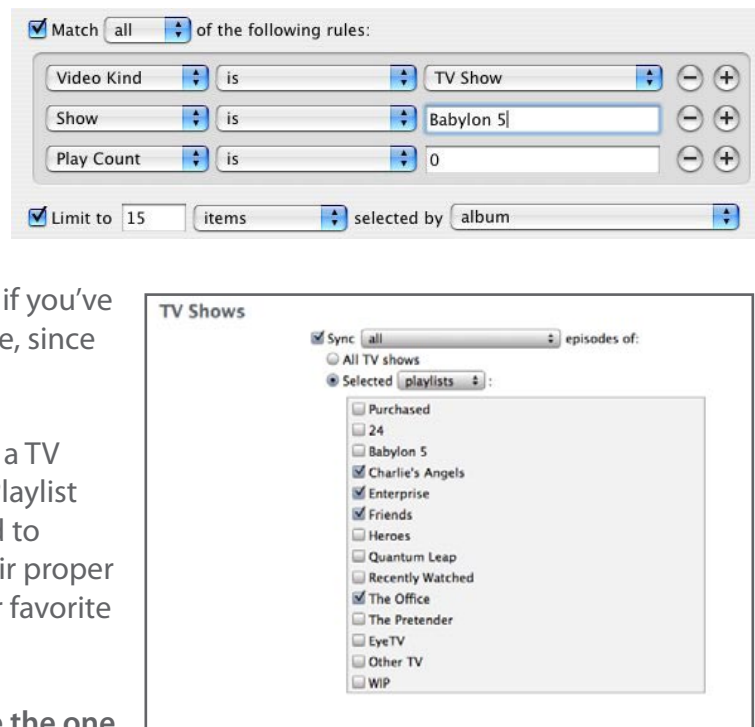 Match all of the following rules:
Video Kind is TV Show
Show is Babylon 5
Play Count is 0
Limit to 15 items selected by album
if you've
e, since
a TV
laylist
d to
ir proper
r favorite
e the one
TV Shows
Sync all episodes of:
All TV shows
Selected playlists :
Purchased
24
Babylon 5
Charlie's Angels
Enterprise
Friends
Heroes
Quantum Leap
Recently Watched
The Office
The Pretender
EyeTV
Other TV
WIP